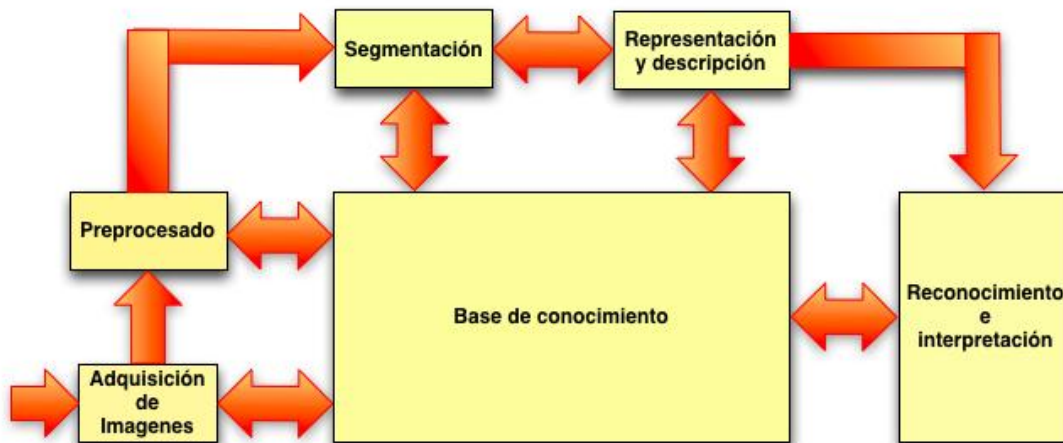 Segmentación
Representación
y descripción
Preprocesado
Base de conocimiento
Reconocimiento
e
interpretación
Adquisición
de
Imagenes